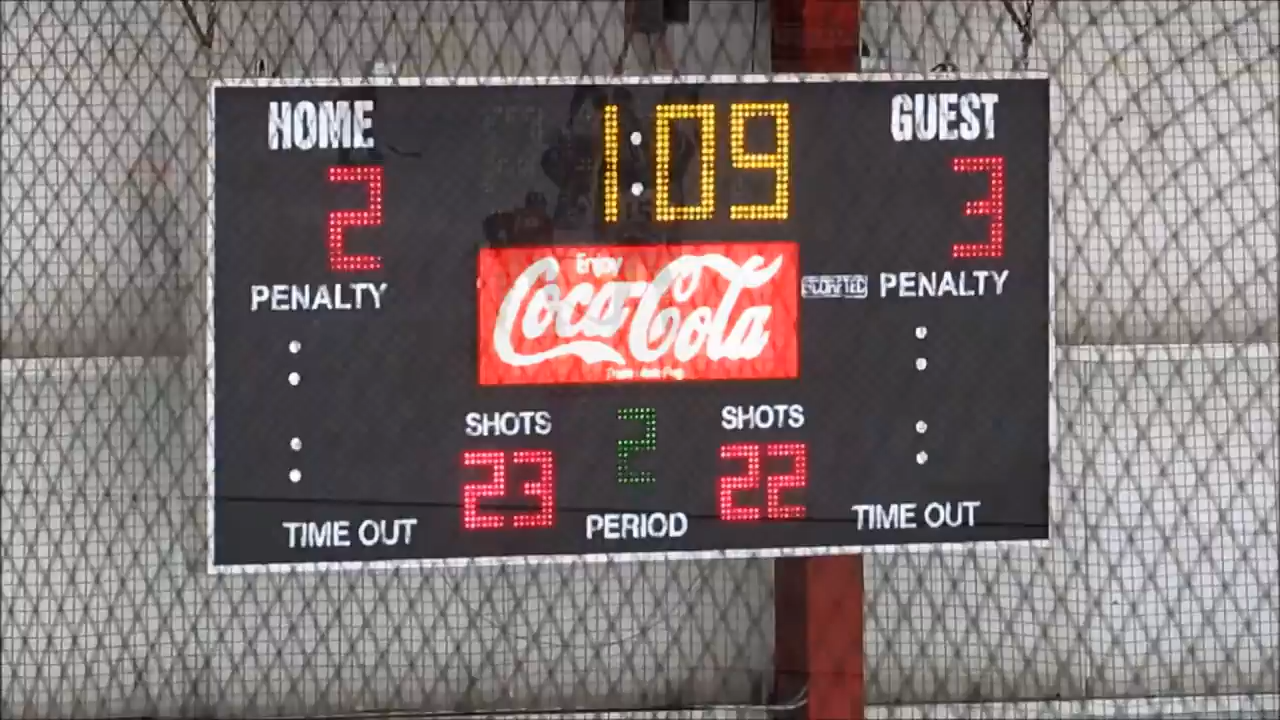 HOME
1:09
GUEST
2
3
Enjoy
Coca-Cola
PENALTY
PENALTY
SHOTS
2
SHOTS
23
22
TIME OUT
PERIOD
TIME OUT